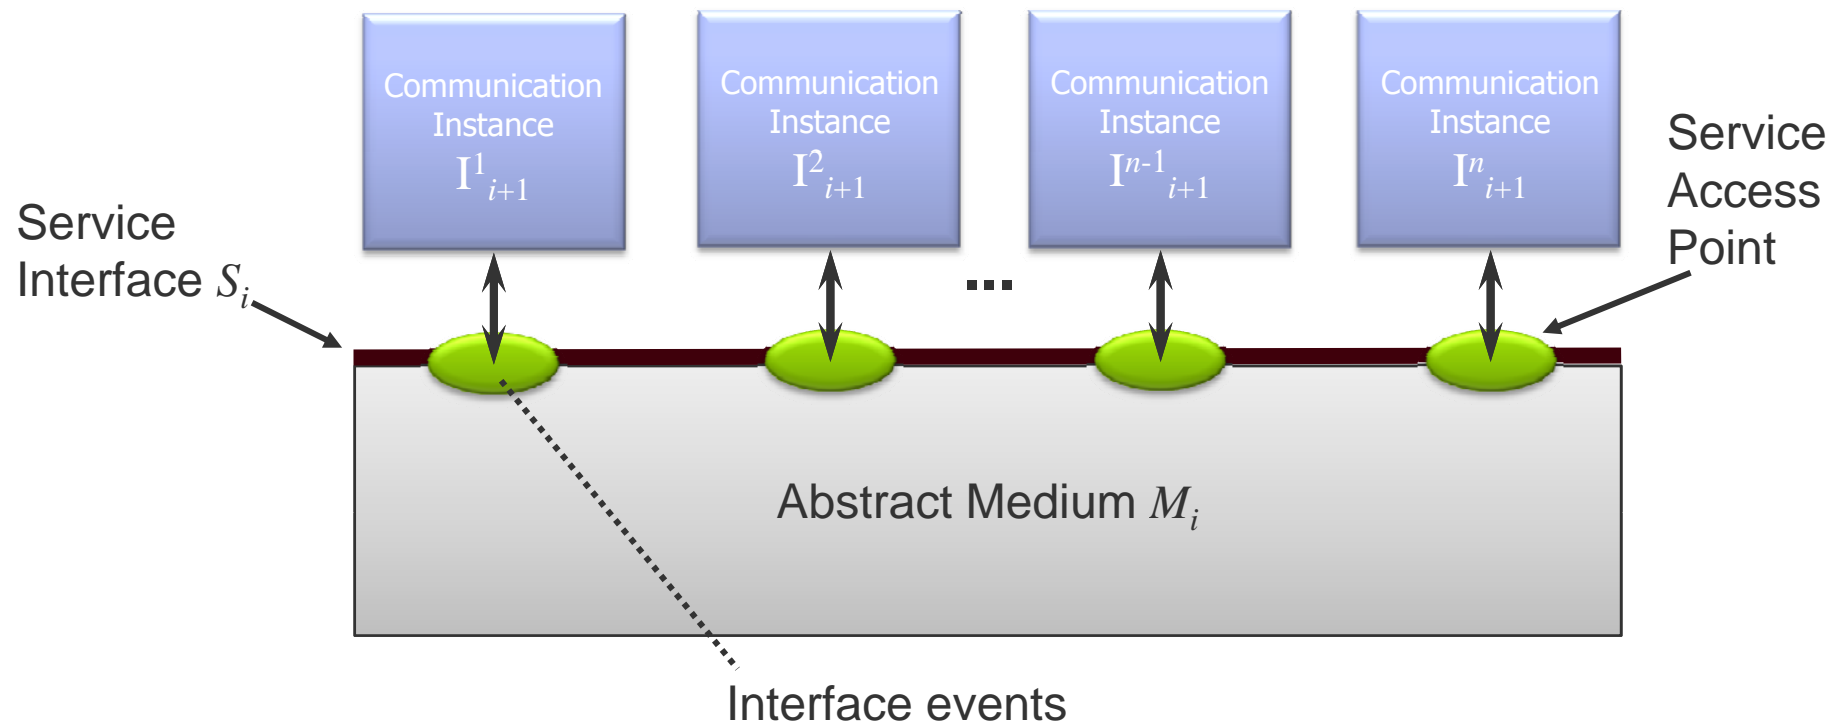 Communication
Instance
I¹ᵢ₊₁
Communication
Instance
I²ᵢ₊₁
Communication
Instance
Iⁿ⁻¹ᵢ₊₁
Communication
Instance
Iⁿᵢ₊₁
Service
Access
Point
Service
Interface Sᵢ
...
Abstract Medium Mᵢ
Interface events